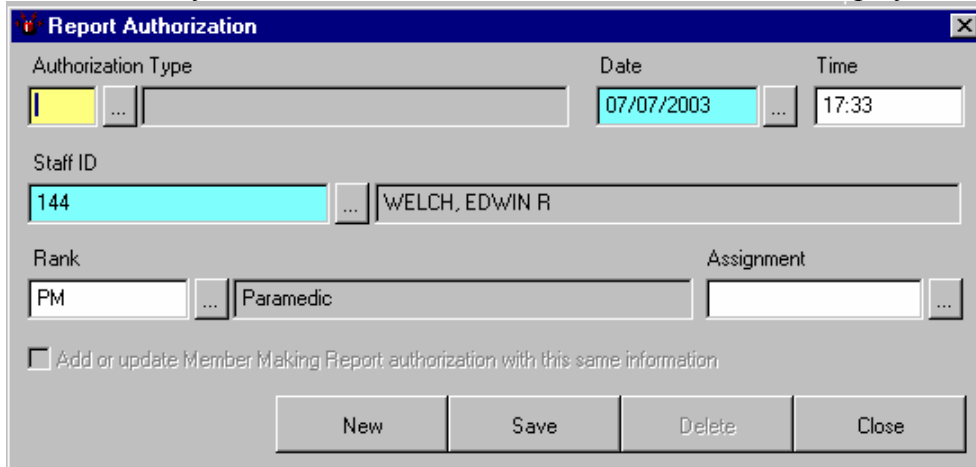 Report Authorization
Authorization Type Date Time
... 07/07/2003 ... 17:33
Staff ID
144 ... WELCH, EDWIN R
Rank Assignment
PM ... Paramedic ...
Add or update Member Making Report authorization with this same information
New Save Delete Close